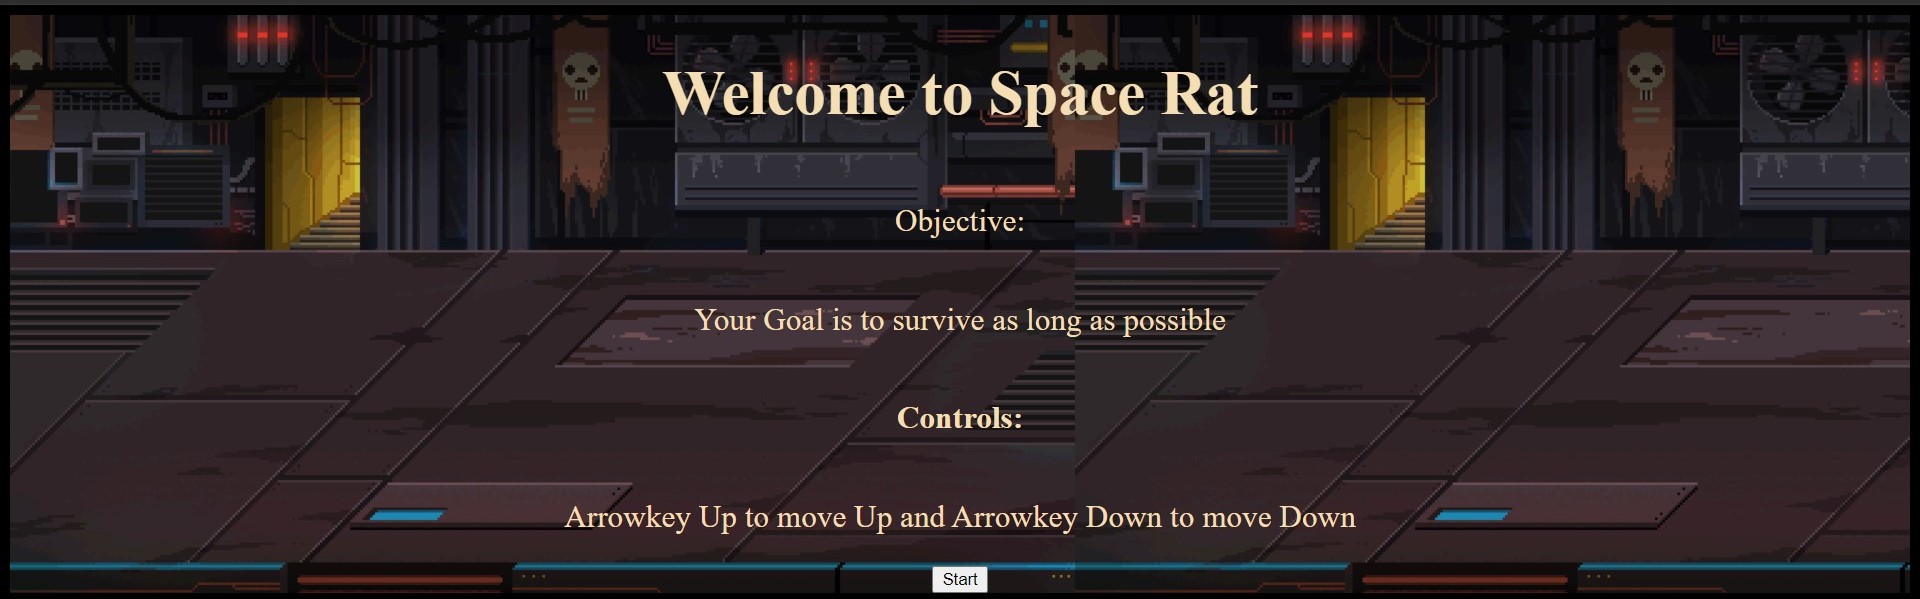 Welcome to Space Rat
Objective:
Your Goal is to survive as long as possible
Controls:
Arrowkey Up to move Up and Arrowkey Down to move Down
Start